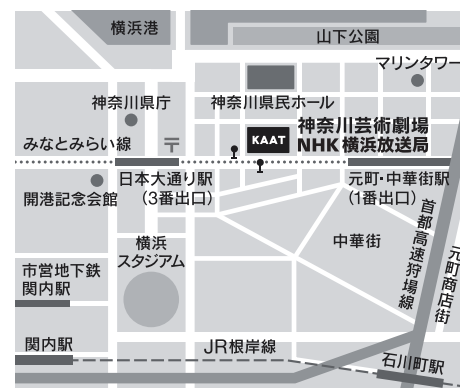 横浜港
山下公園
マリンタワー
神奈川県庁
神奈川県民ホール
みなとみらい線
〒
KAAT
神奈川芸術劇場
NHK横浜放送局
開港記念会館
日本大通り駅
(3番出口)
元町・中華街駅
(1番出口)
首都高速狩場線
元町商店街
中華街
横浜
スタジアム
市営地下鉄
関内駅
関内駅
JR根岸線
石川町駅